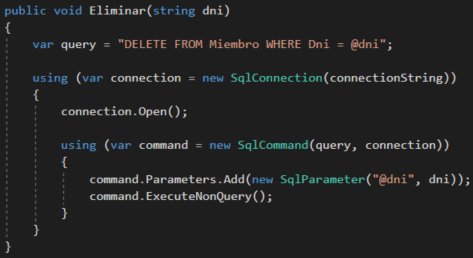 public void Eliminar(string dni)
{
var query = "DELETE FROM Miembro WHERE Dni = @dni";
using (var connection = new SqlConnection(connectionString))
{
connection.Open();
using (var command = new SqlCommand(query, connection))
{
command.Parameters.Add(new SqlParameter("@dni", dni));
command.ExecuteNonQuery();
}
}
}